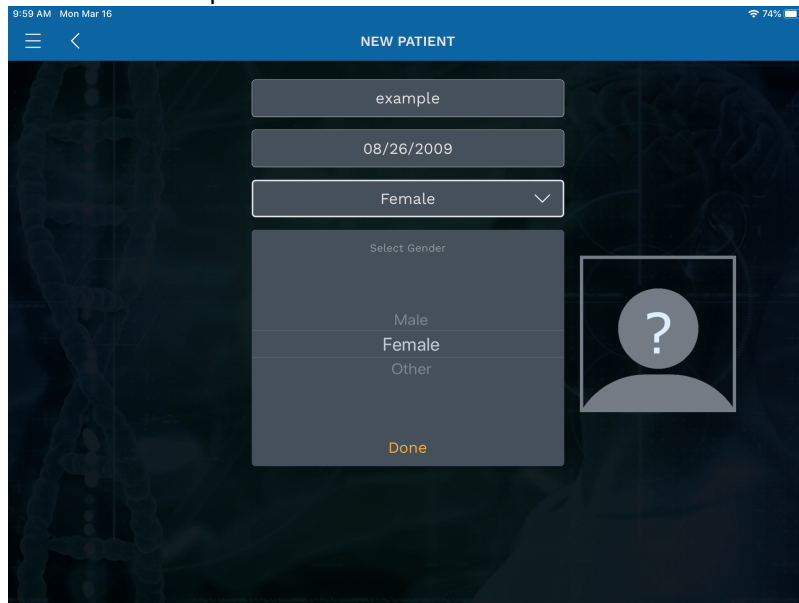 9:59 AM Mon Mar 16 74%
NEW PATIENT
example
08/26/2009
Female
Select Gender
Male
Female
Other
?
Done